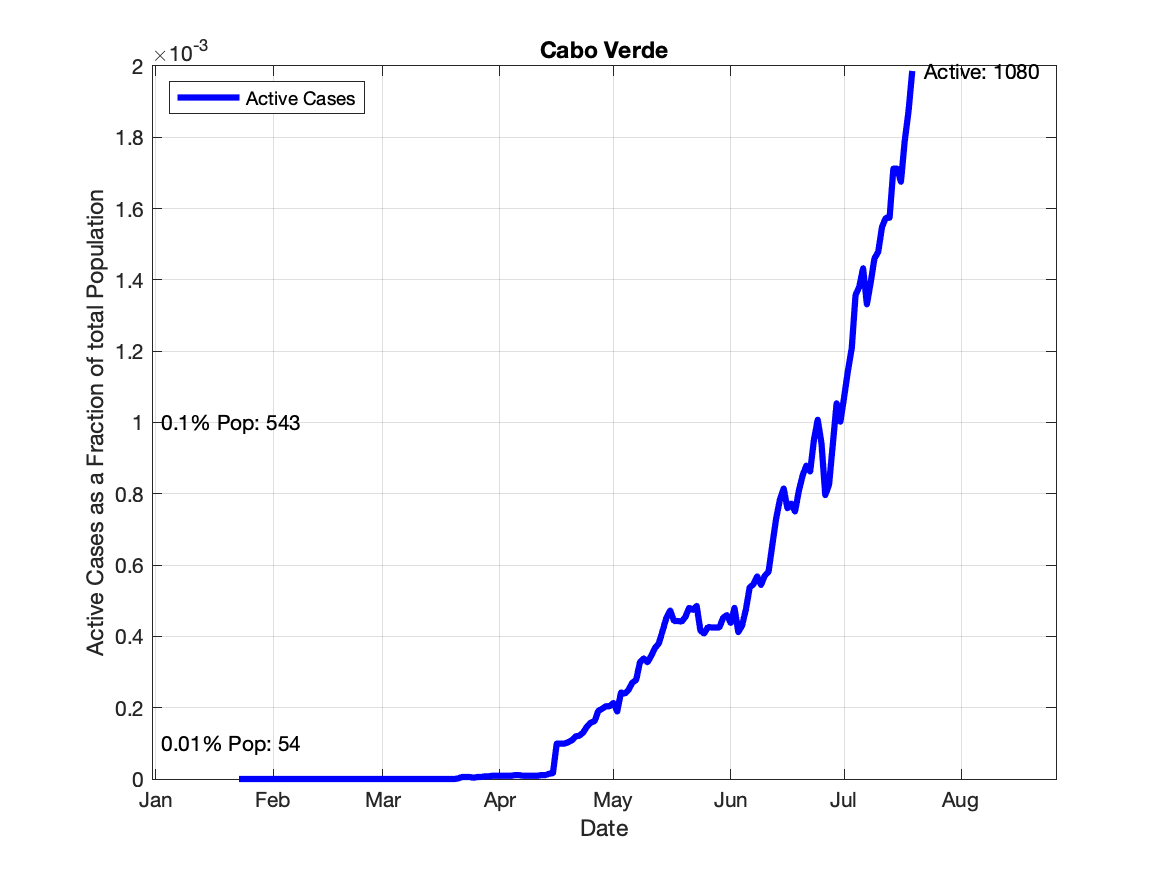 Cabo Verde
×10-3
Active: 1080
Active Cases
2
1.8
1.6
1.4
1.2
1
0.8
0.6
0.4
0.2
0
0.1% Pop: 543
0.01% Pop: 54
Active Cases as a Fraction of total Population
Jan Feb Mar Apr May Jun Jul Aug
Date